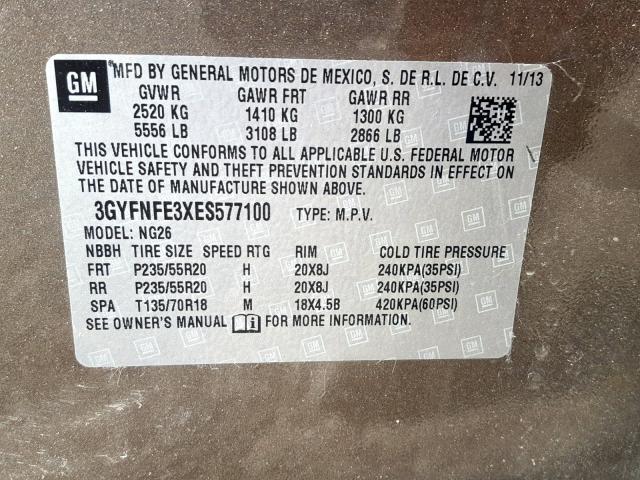 GM MFD BY GENERAL MOTORS DE MEXICO, S. DE R.L. DE C.V. 11/13
GVWR GAWR FRT GAWR RR
2520 KG 1410 KG 1300 KG
5556 LB 3108 LB 2866 LB
THIS VEHICLE CONFORMS TO ALL APPLICABLE U.S. FEDERAL MOTOR
VEHICLE SAFETY AND THEFT PREVENTION STANDARDS IN EFFECT ON
THE DATE OF MANUFACTURE SHOWN ABOVE.
3GYFNFE3XES577100 TYPE: M.P.V.
MODEL: NG26
NBBH TIRE SIZE SPEED RTG RIM COLD TIRE PRESSURE
FRT P235/55R20 H 20X8J 240KPA(35PSI)
RR P235/55R20 H 20X8J 240KPA(35PSI)
SPA T135/70R18 M 18X4.5B 420KPA(60PSI)
SEE OWNER'S MANUAL FOR MORE INFORMATION.